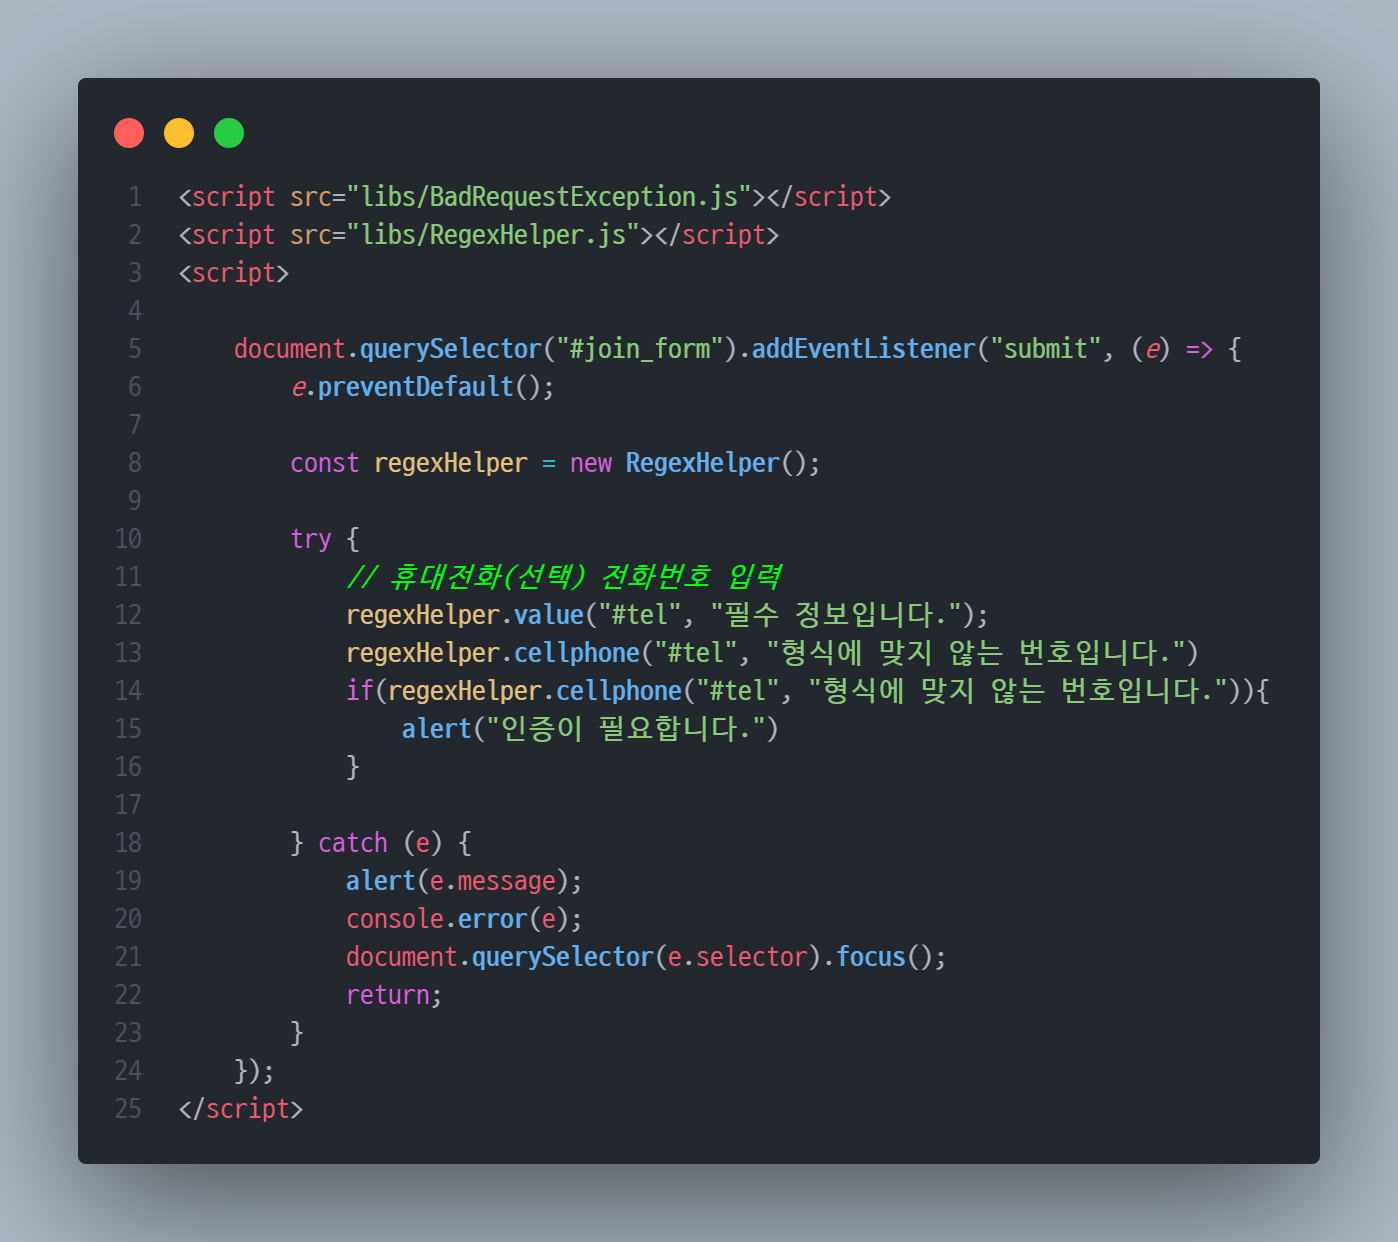 1 <script src="libs/BadRequestException.js"></script>
2 <script src="libs/RegexHelper.js"></script>
3 <script>
4
5 document.querySelector("#join_form").addEventListener("submit", (e) => {
6 e.preventDefault();
7
8 const regexHelper = new RegexHelper();
9
10 try {
11 // 휴대전화(선택) 전화번호 입력
12 regexHelper.value("#tel", "필수 정보입니다.");
13 regexHelper.cellphone("#tel", "형식에 맞지 않는 번호입니다.")
14 if(regexHelper.cellphone("#tel", "형식에 맞지 않는 번호입니다.")){
15 alert("인증이 필요합니다.")
16 }
17
18 } catch (e) {
19 alert(e.message);
20 console.error(e);
21 document.querySelector(e.selector).focus();
22 return;
23 }
24 });
25 </script>